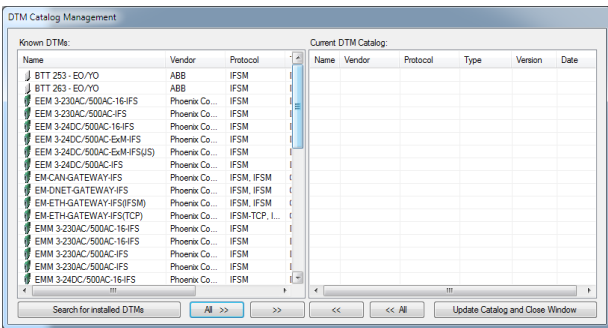 DTM Catalog Management
Known DTMs:
Name Vendor Protocol
BTT 253 - EO/YO ABB IFSM
BTT 263 - EO/YO ABB IFSM
EEM 3-230AC/500AC-16-IFS Phoenix Co... IFSM
EEM 3-230AC/500AC-IFS Phoenix Co... IFSM
EEM 3-24DC/500AC-16-IFS Phoenix Co... IFSM
EEM 3-24DC/500AC-ExM-IFS Phoenix Co... IFSM
EEM 3-24DC/500AC-ExM-IFS(JS) Phoenix Co... IFSM
EEM 3-24DC/500AC-IFS Phoenix Co... IFSM
EM-CAN-GATEWAY-IFS Phoenix Co... IFSM, IFSM
EM-DNET-GATEWAY-IFS Phoenix Co... IFSM, IFSM
EM-ETH-GATEWAY-IFS(IFSM) Phoenix Co... IFSM, IFSM
EM-ETH-GATEWAY-IFS(TCP) Phoenix Co... IFSM-TCP, I...
EMM 3-230AC/500AC-16-IFS Phoenix Co... IFSM
EMM 3-230AC/500AC-16-IFS Phoenix Co... IFSM
EMM 3-230AC/500AC-IFS Phoenix Co... IFSM
EMM 3-230AC/500AC-IFS Phoenix Co... IFSM
EMM 3-24DC/500AC-16-IFS Phoenix Co... IFSM
Current DTM Catalog:
Name Vendor Protocol Type Version Date
Search for installed DTMs All >> >> << << All Update Catalog and Close Window